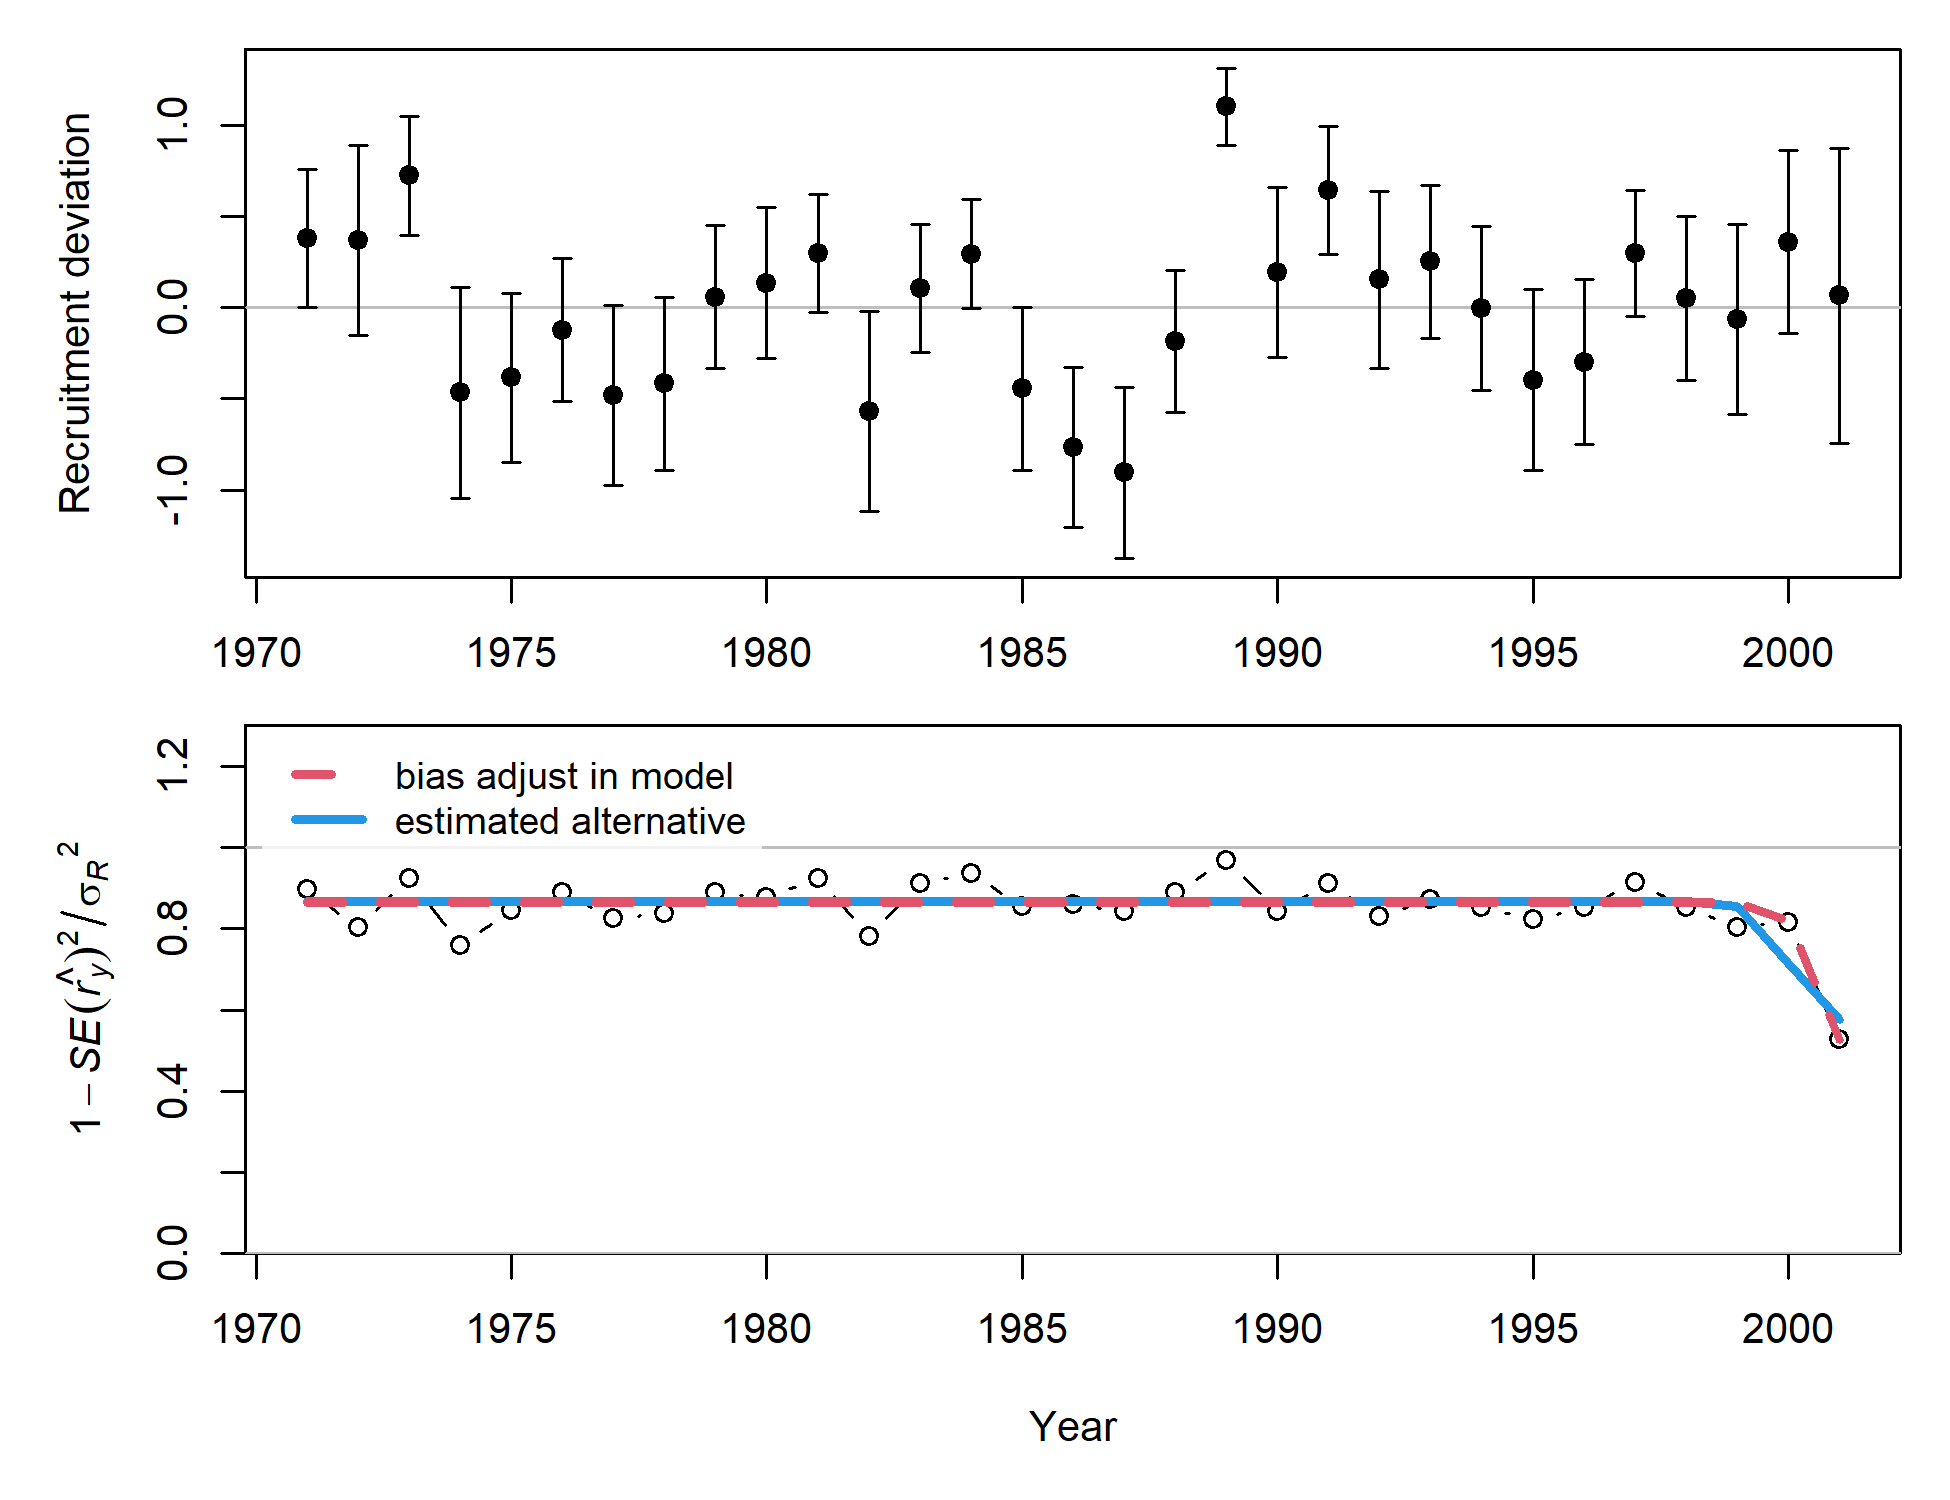 Recruitment deviation
1.0
0.0
-1.0
1970 1975 1980 1985 1990 1995 2000
bias adjust in model
estimated alternative
1 − SE(r̂y)² / σR²
1.2
0.8
0.4
0.0
1970 1975 1980 1985 1990 1995 2000
Year